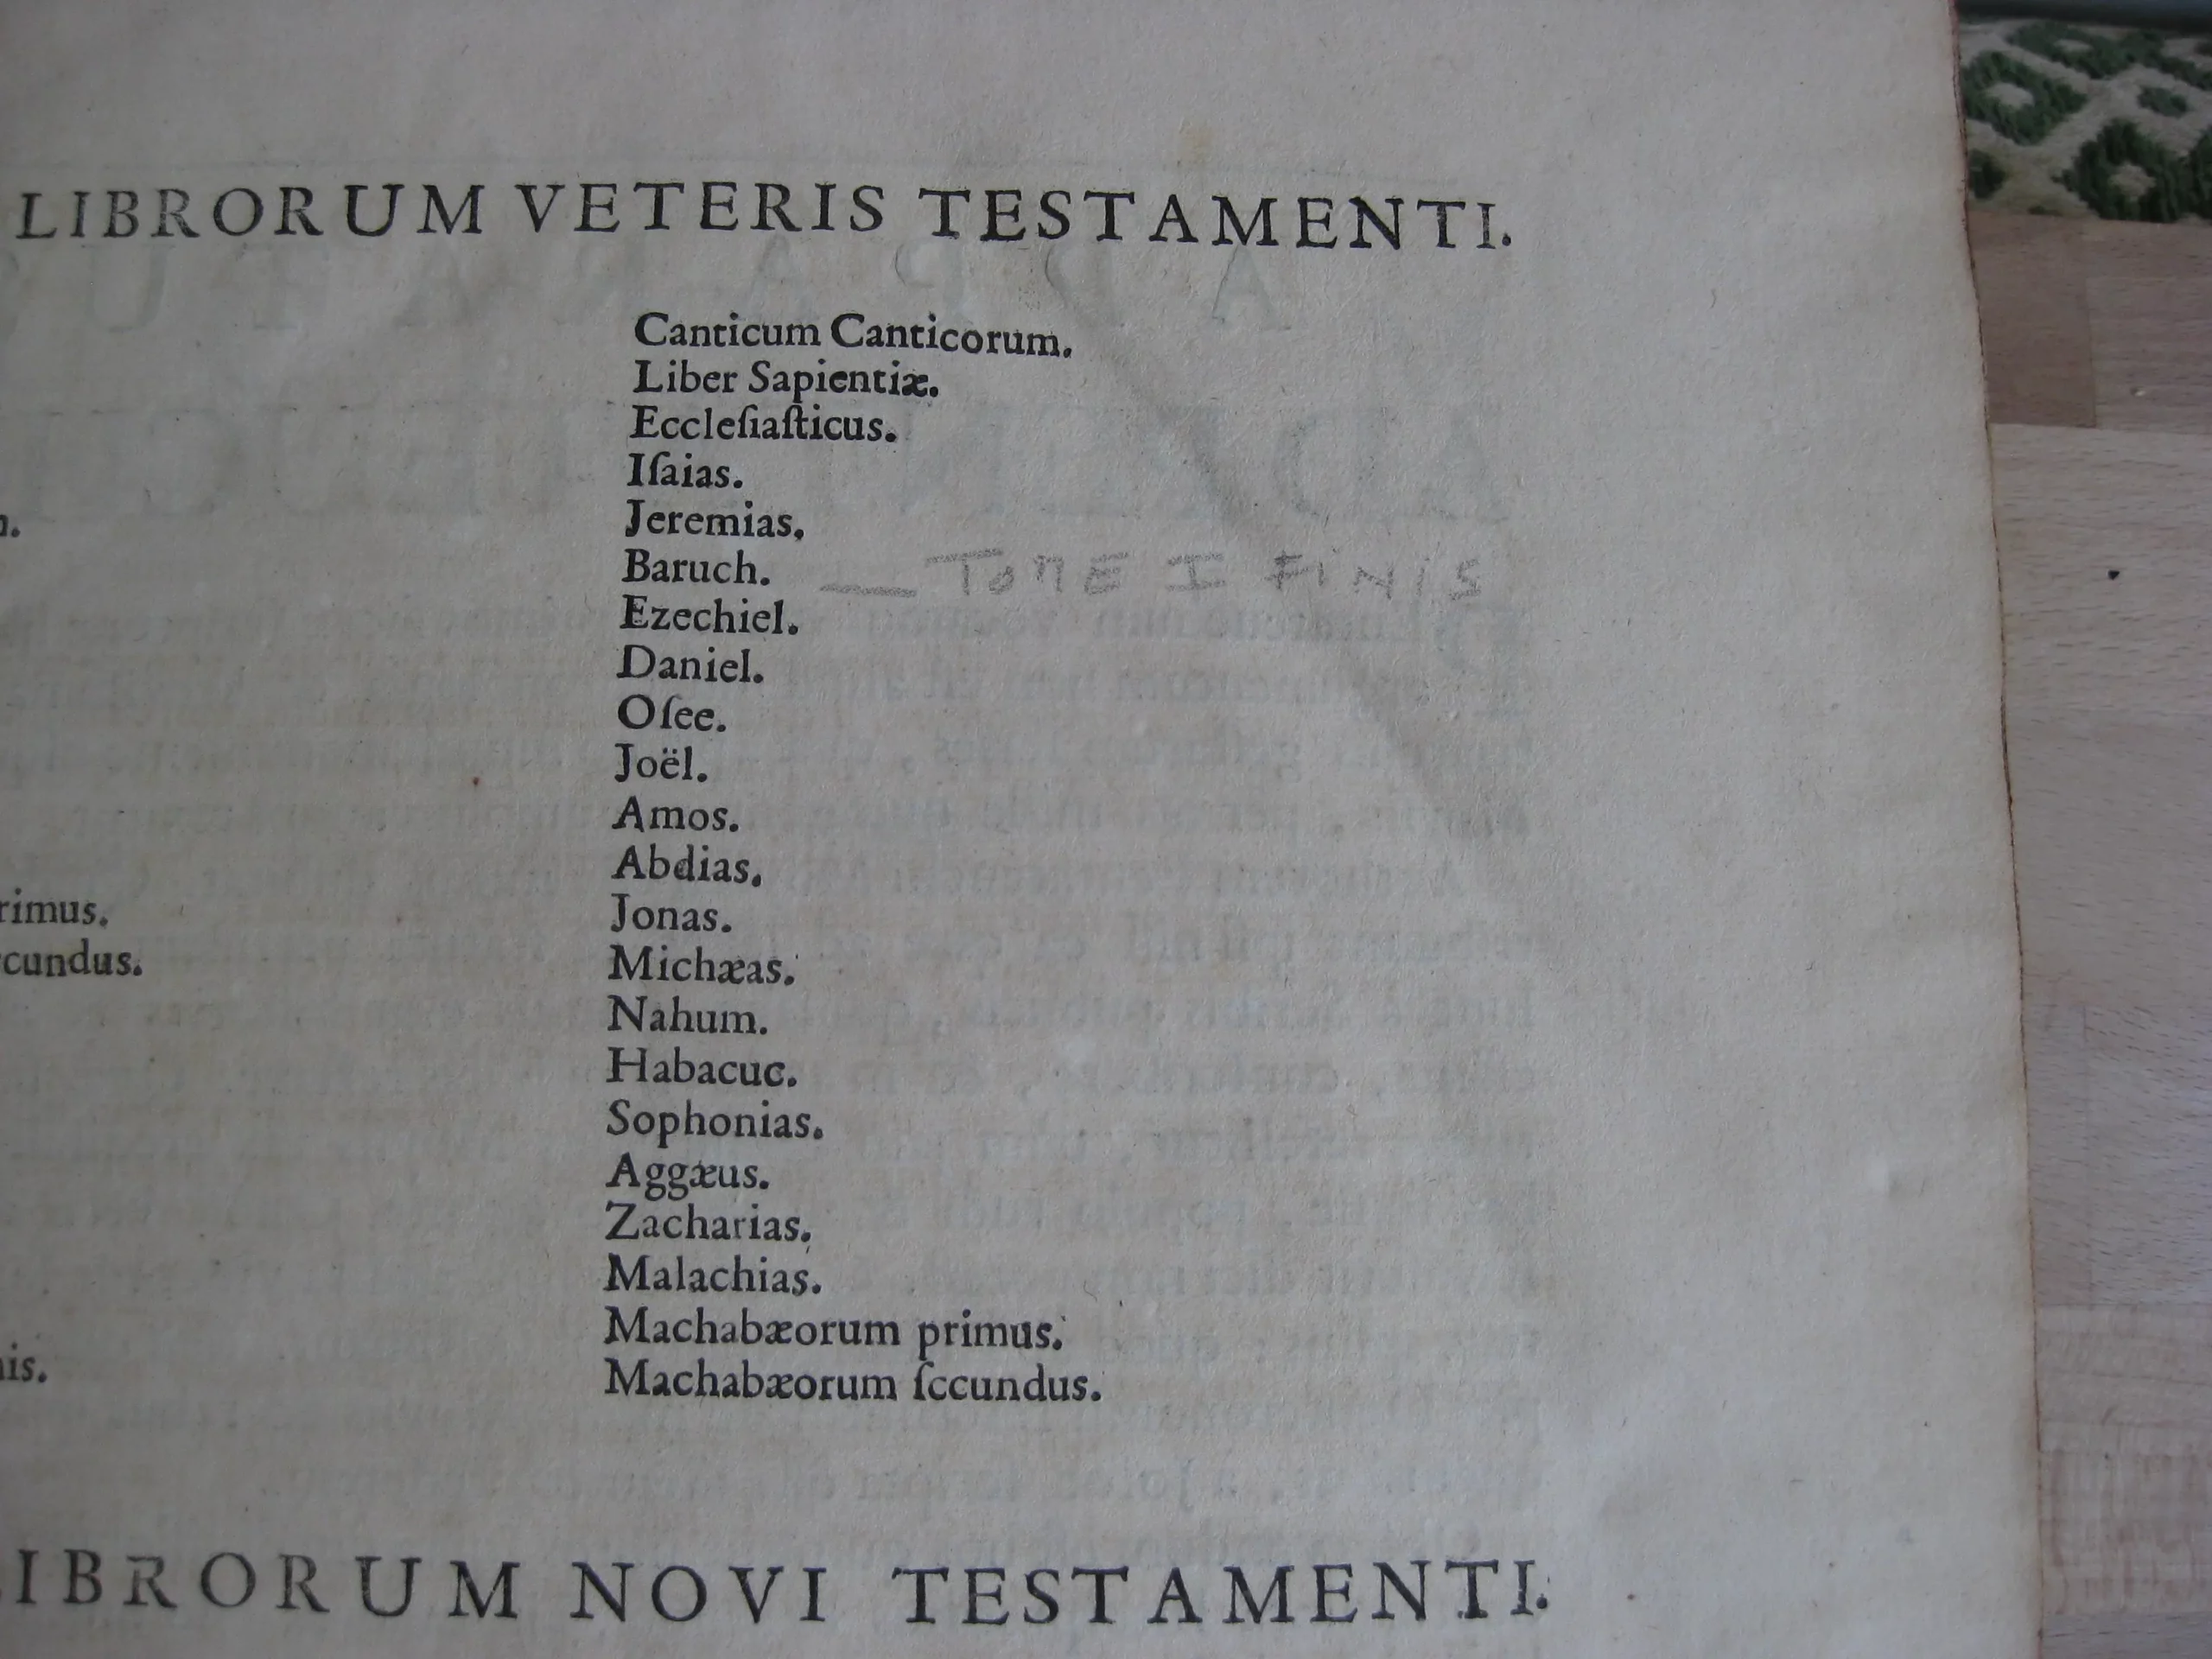 LIBRORUM VETERIS TESTAMENTI.
Canticum Canticorum.
Liber Sapientiæ.
Eccleſiaſticus.
Iſaias.
Jeremias.
Baruch. — TOME I FINIS
Ezechiel.
Daniel.
Oſee.
Joël.
Amos.
Abdias.
Jonas.
Michæas.
Nahum.
Habacuc.
Sophonias.
Aggæus.
Zacharias.
Malachias.
Machabæorum primus.
Machabæorum ſecundus.
rimus.
cundus.
is.
IBRORUM NOVI TESTAMENTI.